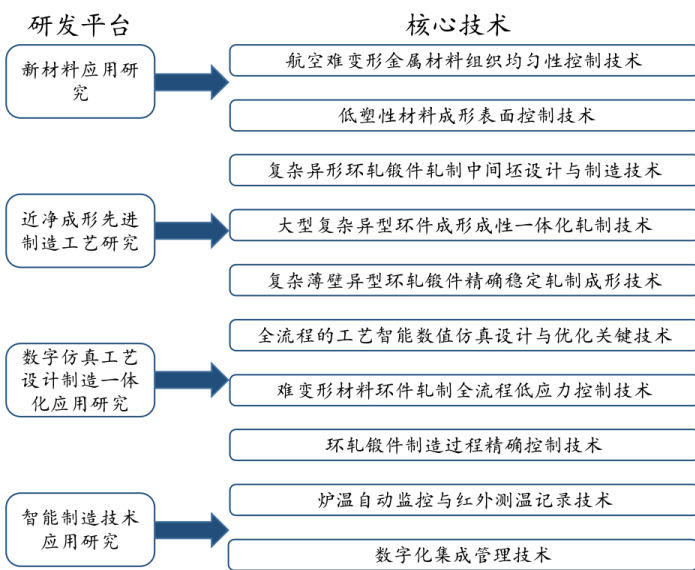 研发平台
核心技术
新材料应用研
究
航空难变形金属材料组织均匀性控制技术
低塑性材料成形表面控制技术
近净成形先进
制造工艺研究
复杂异形环轧锻件轧制中间坯设计与制造技术
大型复杂异型环件成形成性一体化轧制技术
复杂薄壁异型环轧锻件精确稳定轧制成形技术
数字仿真工艺
设计制造一体
化应用研究
全流程的工艺智能数值仿真设计与优化关键技术
难变形材料环件轧制全流程低应力控制技术
环轧锻件制造过程精确控制技术
智能制造技术
应用研究
炉温自动监控与红外测温记录技术
数字化集成管理技术